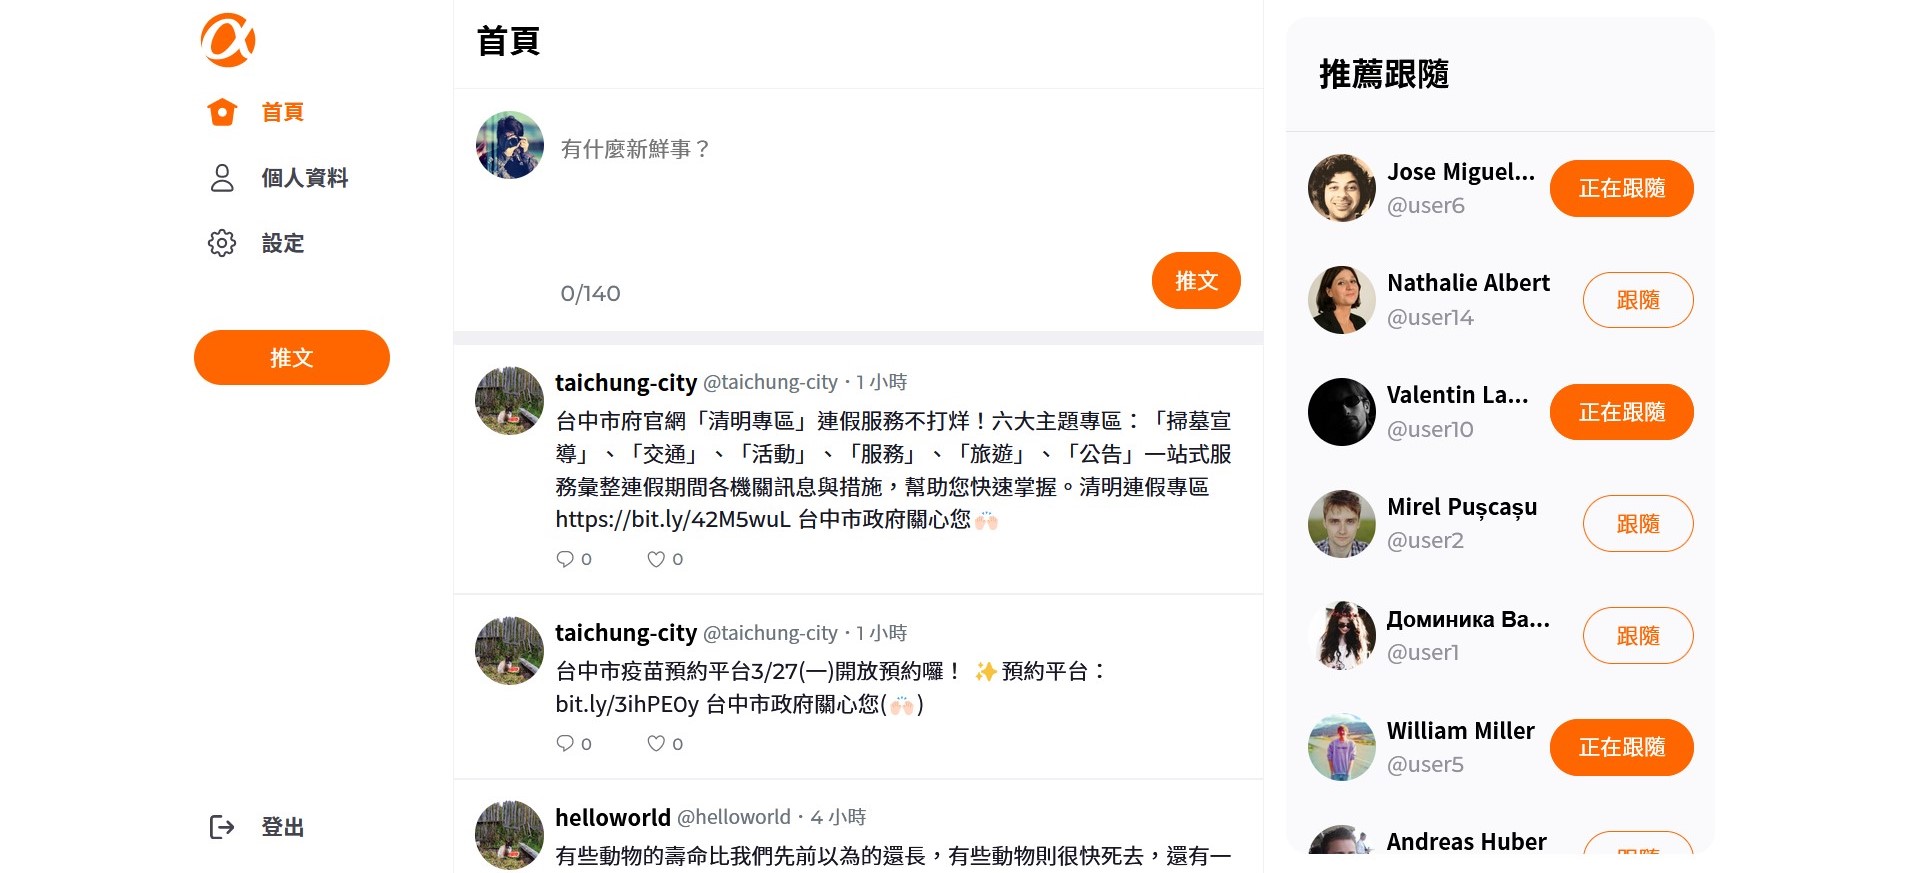 首頁
個人資料
設定
推文
登出
首頁
有什麼新鮮事？
0/140
推文
taichung-city @taichung-city・1 小時
台中市府官網「清明專區」連假服務不打烊！六大主題專區：「掃墓宣
導」、「交通」、「活動」、「服務」、「旅遊」、「公告」一站式服
務彙整連假期間各機關訊息與措施，幫助您快速掌握。清明連假專區
https://bit.ly/42M5wuL 台中市政府關心您🙌🏻
0 0
taichung-city @taichung-city・1 小時
台中市疫苗預約平台3/27(一)開放預約囉！ ✨預約平台：
bit.ly/3ihPE0y 台中市政府關心您(🙌🏻)
0 0
helloworld @helloworld・4 小時
有些動物的壽命比我們先前以為的還長，有些動物則很快死去，還有一
推薦跟隨
Jose Miguel...
@user6
正在跟隨
Nathalie Albert
@user14
跟隨
Valentin La...
@user10
正在跟隨
Mirel Pușcașu
@user2
跟隨
Доминика Ва...
@user1
跟隨
William Miller
@user5
正在跟隨
Andreas Huber
跟隨